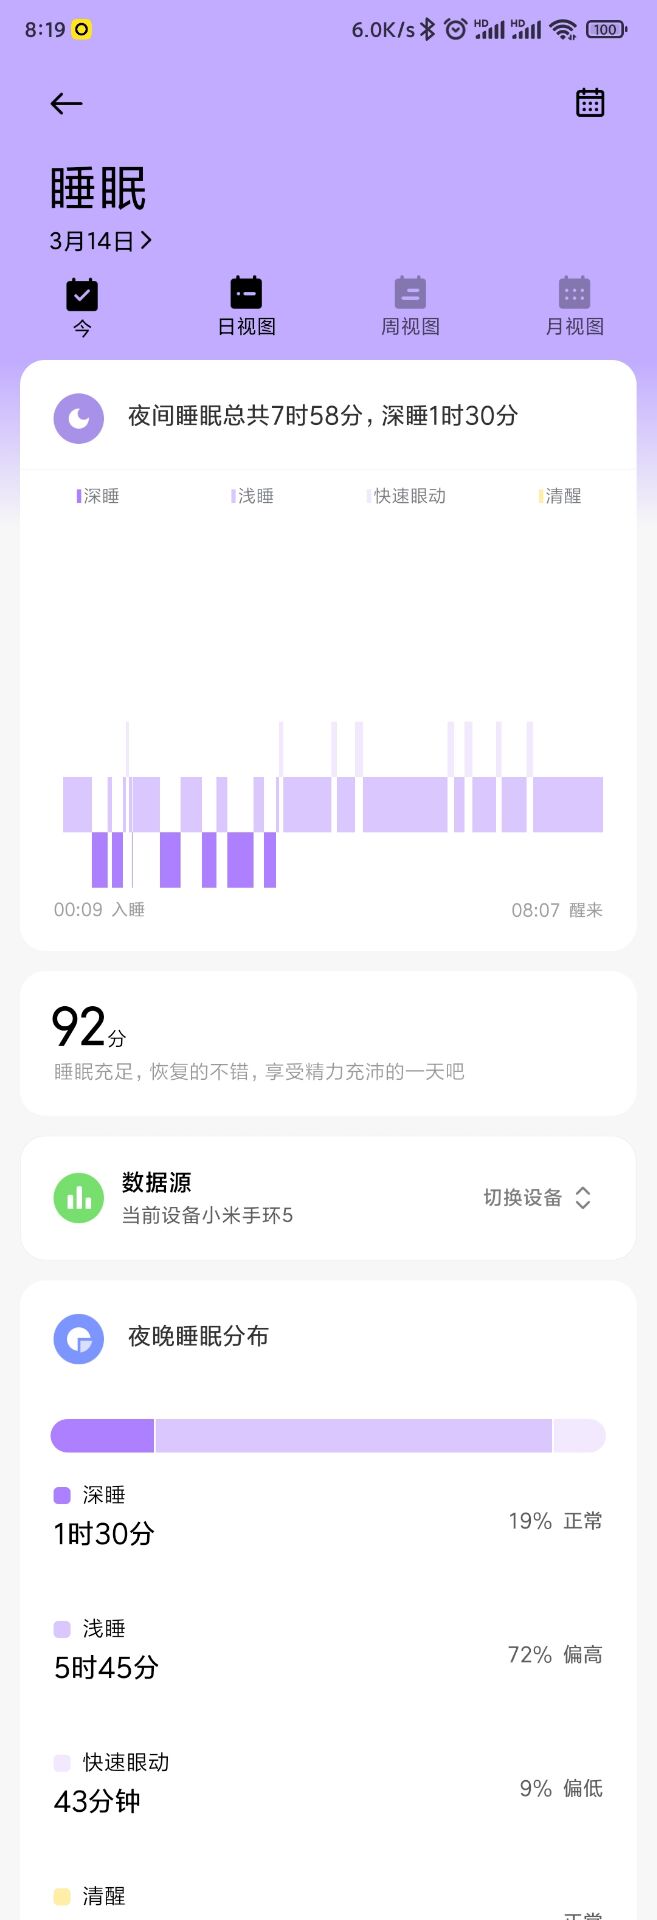 8:19 6.0K/s HD HD 100
睡眠
3月14日
今 日视图 周视图 月视图
夜间睡眠总共7时58分，深睡1时30分
深睡 浅睡 快速眼动 清醒
00:09 入睡 08:07 醒来
92分
睡眠充足，恢复的不错，享受精力充沛的一天吧
数据源
当前设备小米手环5
切换设备
夜晚睡眠分布
深睡
1时30分
19% 正常
浅睡
5时45分
72% 偏高
快速眼动
43分钟
9% 偏低
清醒